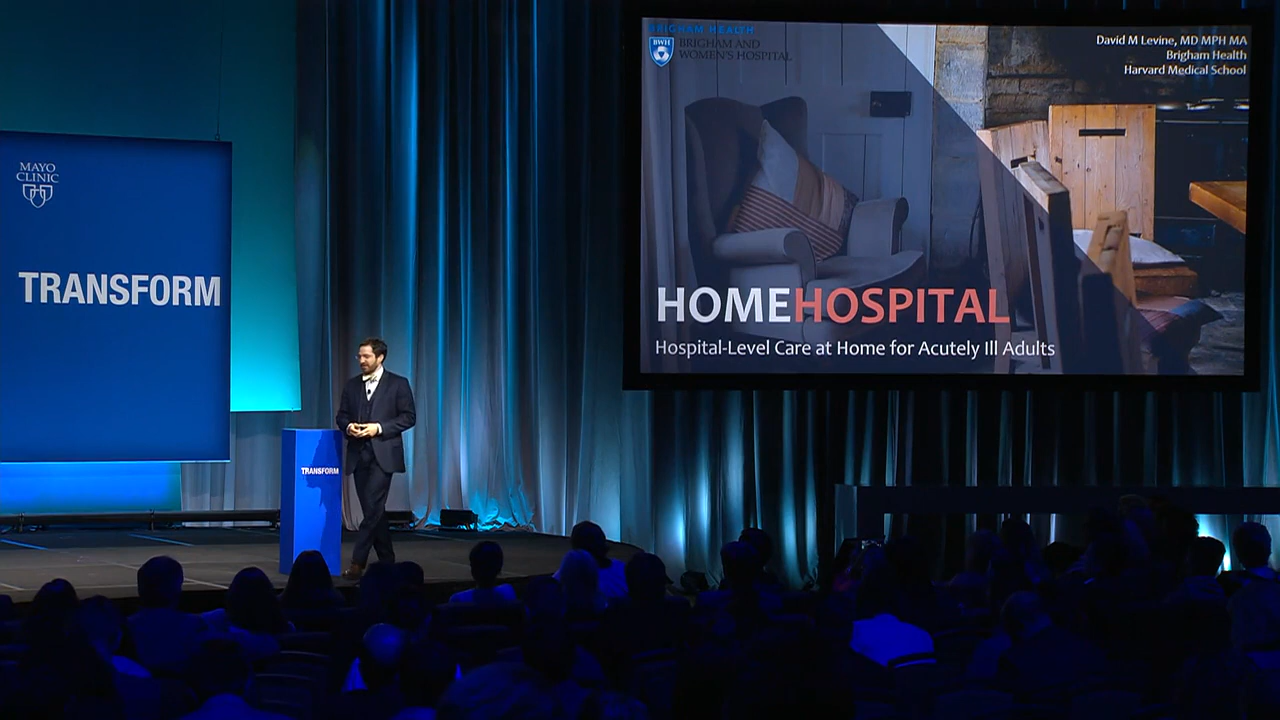 MAYO
CLINIC
TRANSFORM
TRANSFORM
BRIGHAM HEALTH
BWH
BRIGHAM AND
WOMEN'S HOSPITAL
David M Levine, MD MPH MA
Brigham Health
Harvard Medical School
HOMEHOSPITAL
Hospital-Level Care at Home for Acutely Ill Adults